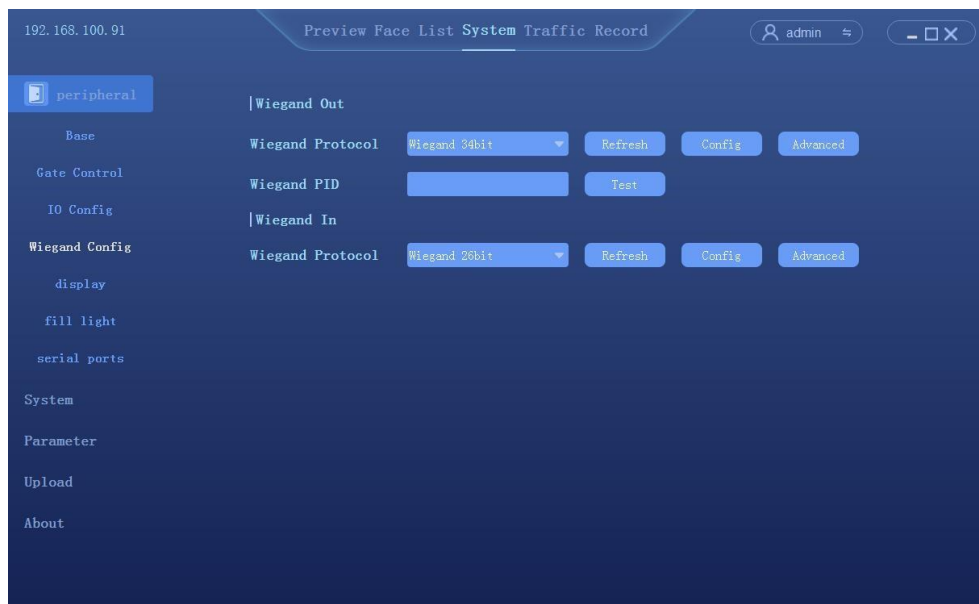 192.168.100.91
Preview Face List System Traffic Record
admin
peripheral
Base
Gate Control
IO Config
Wiegand Config
display
fill light
serial ports
System
Parameter
Upload
About
|Wiegand Out
Wiegand Protocol Wiegand 34bit Refresh Config Advanced
Wiegand PID Test
|Wiegand In
Wiegand Protocol Wiegand 26bit Refresh Config Advanced